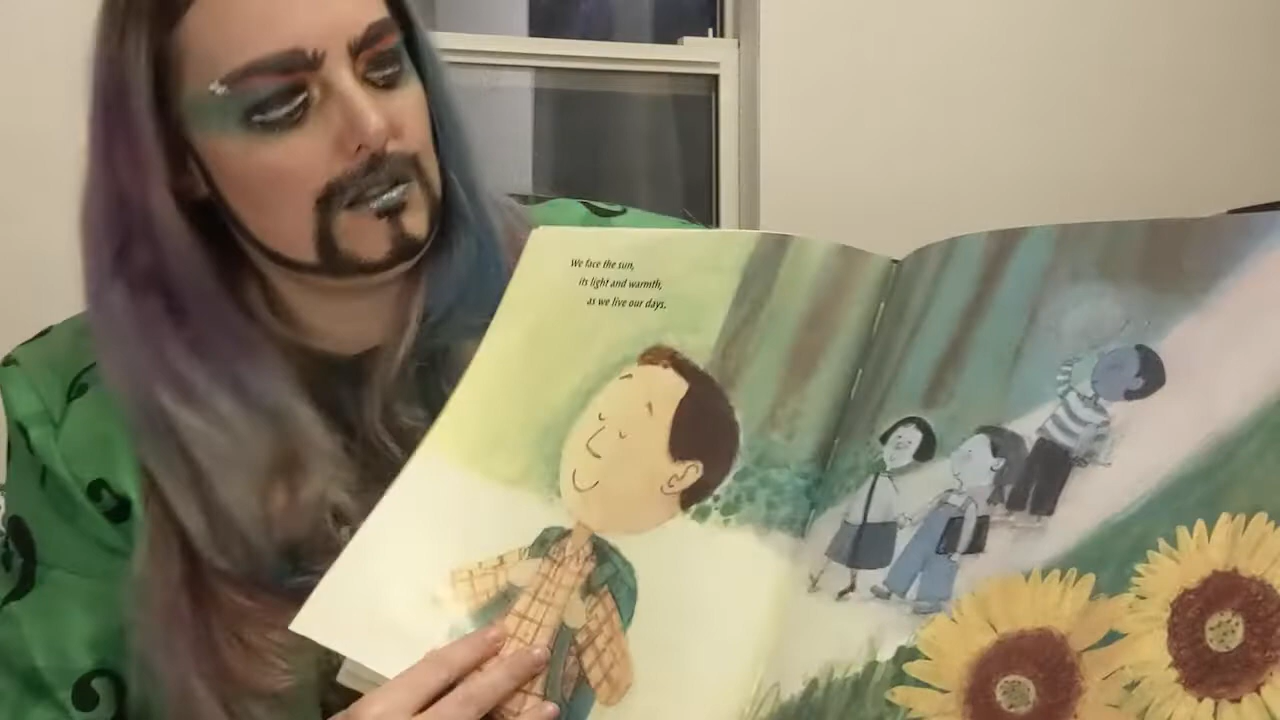 We face the sun,
its light and warmth,
as we live our days.